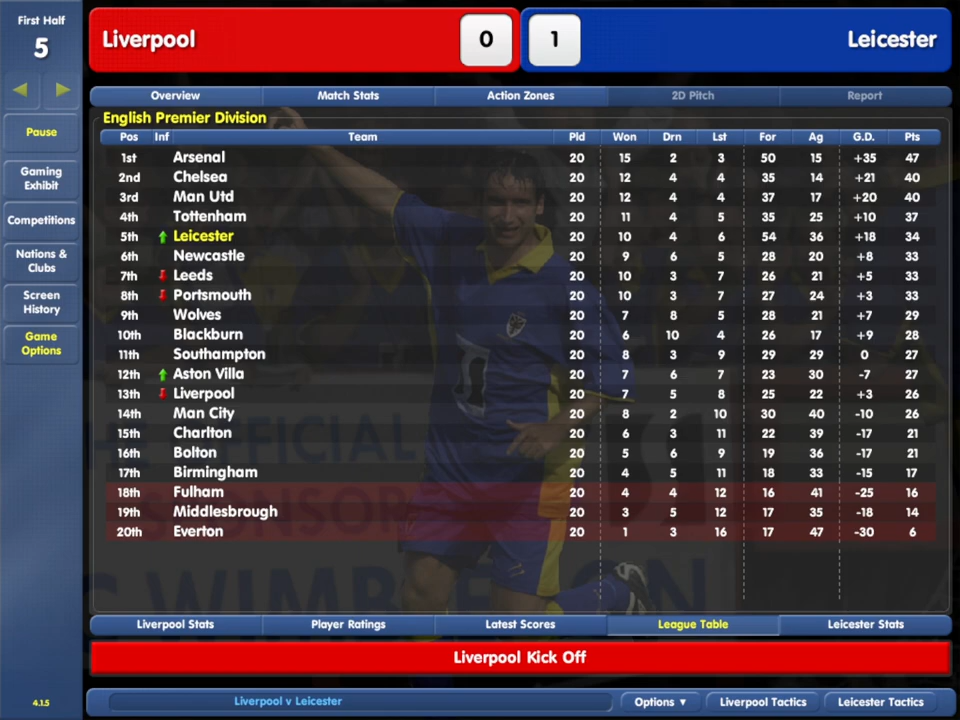 First Half
5
Pause
Gaming
Exhibit
Competitions
Nations &
Clubs
Screen
History
Game
Options
4.1.5
Liverpool 0 1 Leicester
Overview Match Stats Action Zones 2D Pitch Report
English Premier Division
Pos Inf Team Pld Won Drn Lst For Ag G.D. Pts
1st Arsenal 20 15 2 3 50 15 +35 47
2nd Chelsea 20 12 4 4 35 14 +21 40
3rd Man Utd 20 12 4 4 37 17 +20 40
4th Tottenham 20 11 4 5 35 25 +10 37
5th Leicester 20 10 4 6 54 36 +18 34
6th Newcastle 20 9 6 5 28 20 +8 33
7th Leeds 20 10 3 7 26 21 +5 33
8th Portsmouth 20 10 3 7 27 24 +3 33
9th Wolves 20 7 8 5 28 21 +7 29
10th Blackburn 20 6 10 4 26 17 +9 28
11th Southampton 20 8 3 9 29 29 0 27
12th Aston Villa 20 7 6 7 23 30 -7 27
13th Liverpool 20 7 5 8 25 22 +3 26
14th Man City 20 8 2 10 30 40 -10 26
15th Charlton 20 6 3 11 22 39 -17 21
16th Bolton 20 5 6 9 19 36 -17 21
17th Birmingham 20 4 5 11 18 33 -15 17
18th Fulham 20 4 4 12 16 41 -25 16
19th Middlesbrough 20 3 5 12 17 35 -18 14
20th Everton 20 1 3 16 17 47 -30 6
Liverpool Stats Player Ratings Latest Scores League Table Leicester Stats
Liverpool Kick Off
Liverpool v Leicester Options ▼ Liverpool Tactics Leicester Tactics